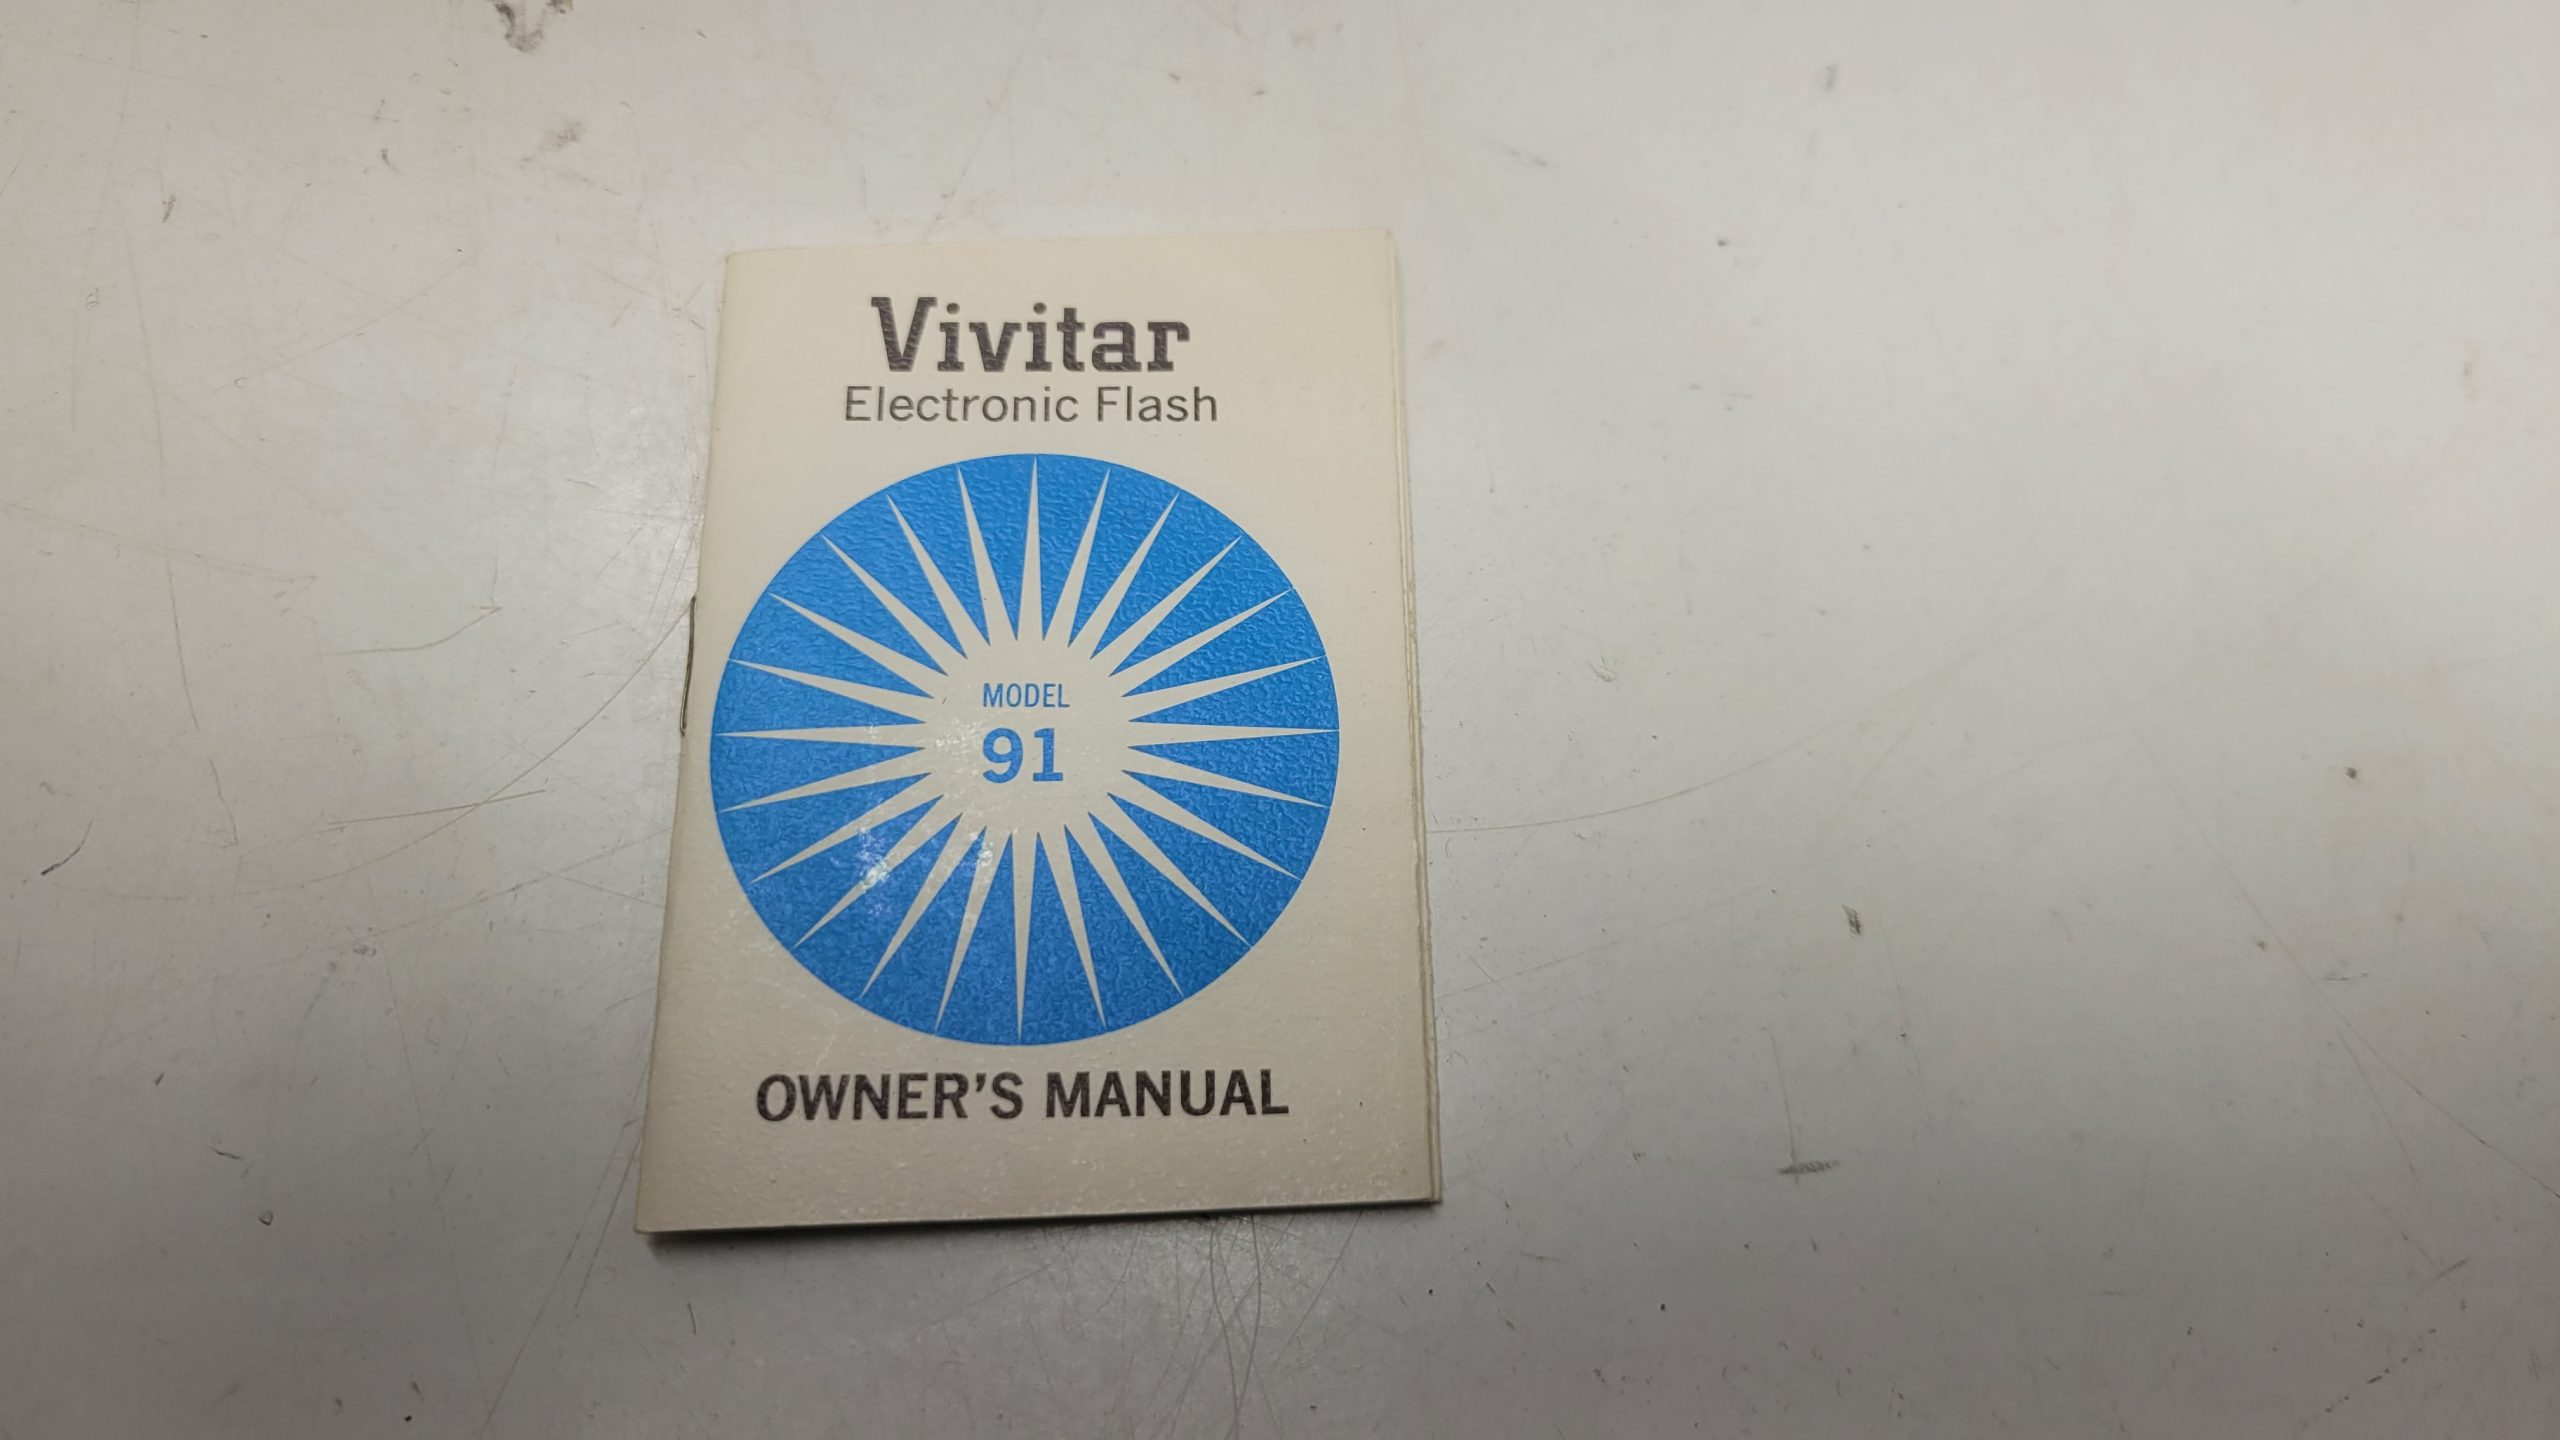 Vivitar
Electronic Flash
MODEL
91
OWNER'S MANUAL